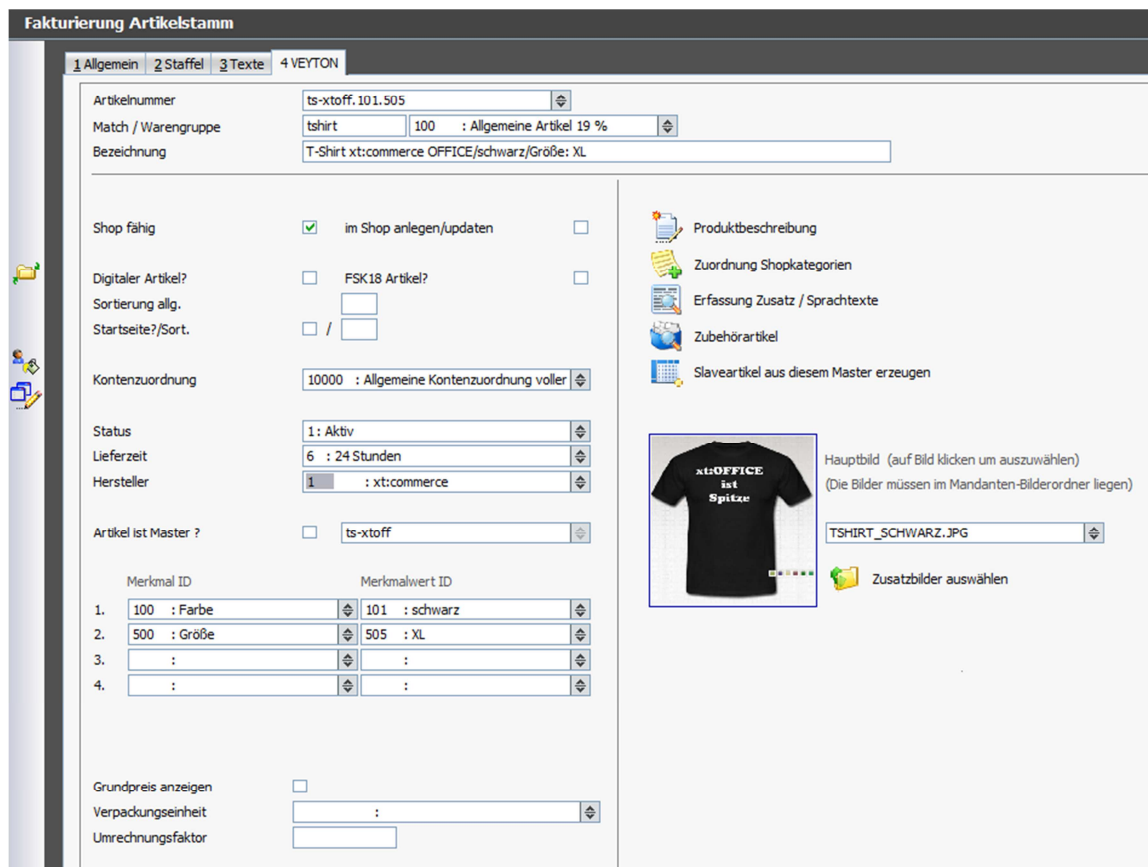 Fakturierung Artikelstamm
1 Allgemein 2 Staffel 3 Texte 4 VEYTON
Artikelnummer ts-xtoff.101.505
Match / Warengruppe tshirt 100 : Allgemeine Artikel 19 %
Bezeichnung T-Shirt xt:commerce OFFICE/schwarz/Größe: XL
Shop fähig im Shop anlegen/updaten
Digitaler Artikel? FSK18 Artikel?
Sortierung allg.
Startseite?/Sort. /
Kontenzuordnung 10000 : Allgemeine Kontenzuordnung voller
Status 1 : Aktiv
Lieferzeit 6 : 24 Stunden
Hersteller 1 : xt:commerce
Artikel ist Master ? ts-xtoff
Merkmal ID Merkmalwert ID
1. 100 : Farbe 101 : schwarz
2. 500 : Größe 505 : XL
3. : :
4. : :
Grundpreis anzeigen
Verpackungseinheit :
Umrechnungsfaktor
Produktbeschreibung
Zuordnung Shopkategorien
Erfassung Zusatz / Sprachtexte
Zubehörartikel
Slaveartikel aus diesem Master erzeugen
xt:OFFICE
ist
Spitze
Hauptbild (auf Bild klicken um auszuwählen)
(Die Bilder müssen im Mandanten-Bilderordner liegen)
TSHIRT_SCHWARZ.JPG
Zusatzbilder auswählen